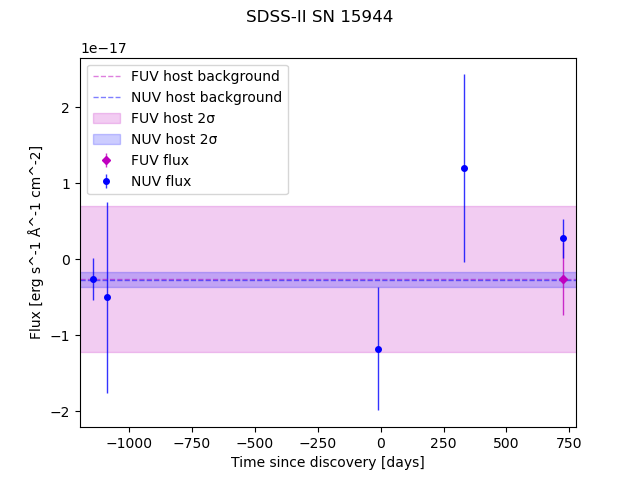 SDSS-II SN 15944
1e−17
FUV host background
NUV host background
FUV host 2σ
NUV host 2σ
FUV flux
NUV flux
2
1
0
−1
−2
Flux [erg s^-1 Å^-1 cm^-2]
−1000 −750 −500 −250 0 250 500 750
Time since discovery [days]